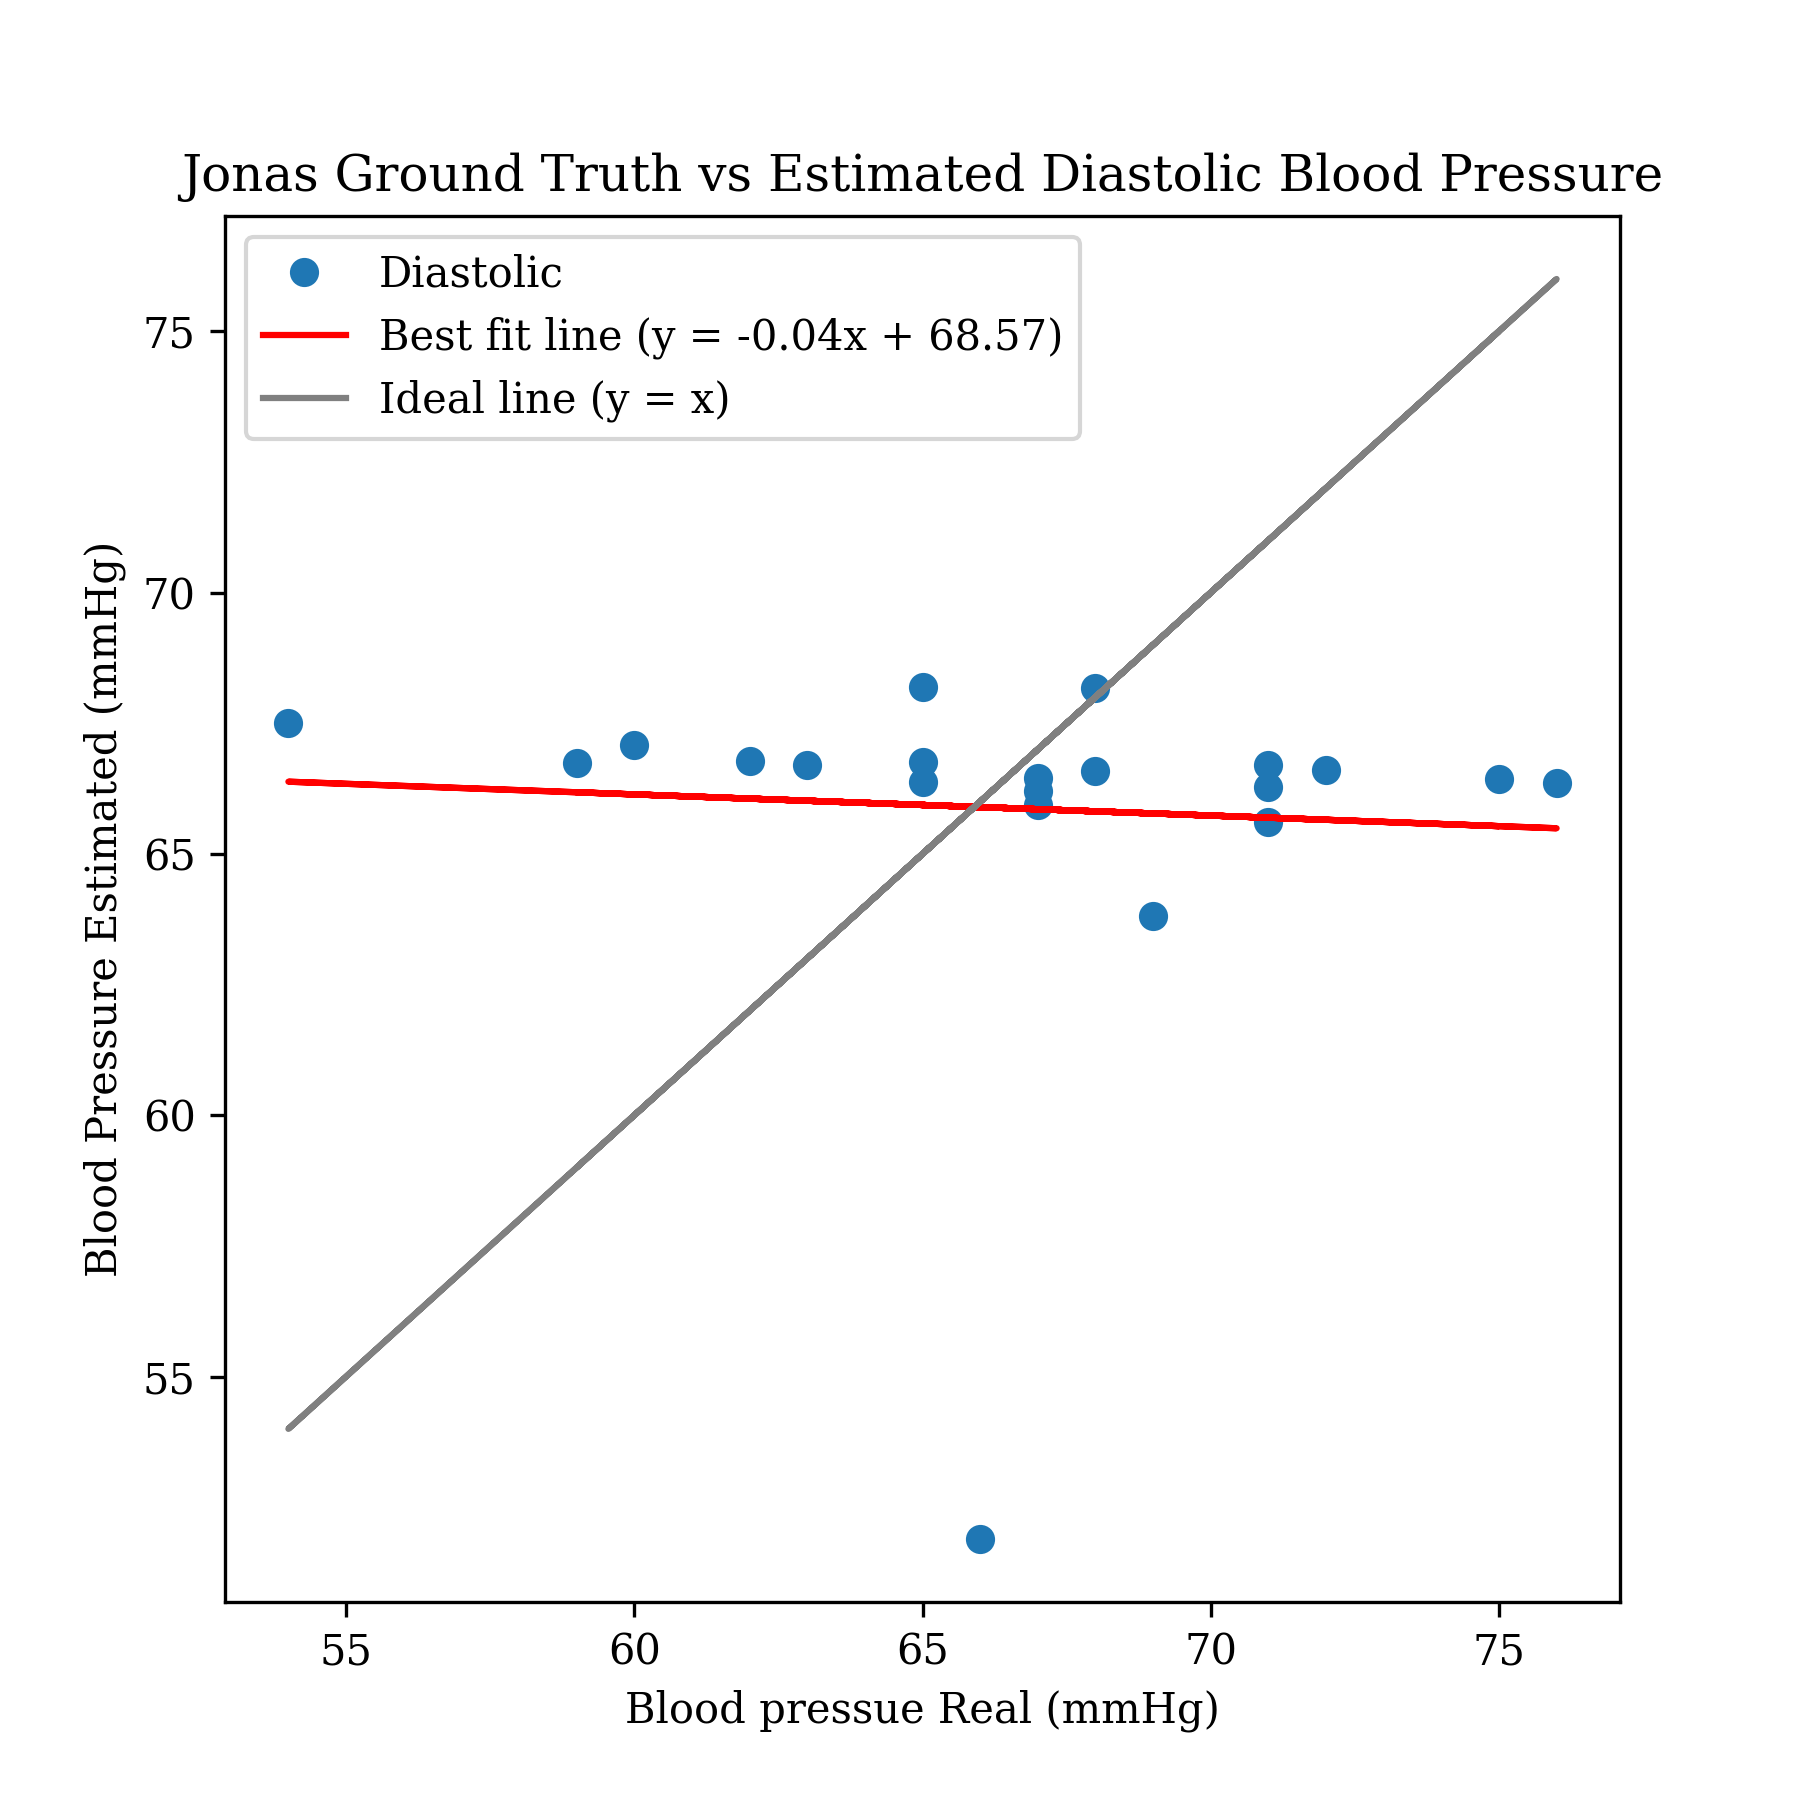 Jonas Ground Truth vs Estimated Diastolic Blood Pressure
Diastolic
Best fit line (y = -0.04x + 68.57)
Ideal line (y = x)
Blood Pressure Estimated (mmHg)
75
70
65
60
55
55 60 65 70 75
Blood pressue Real (mmHg)